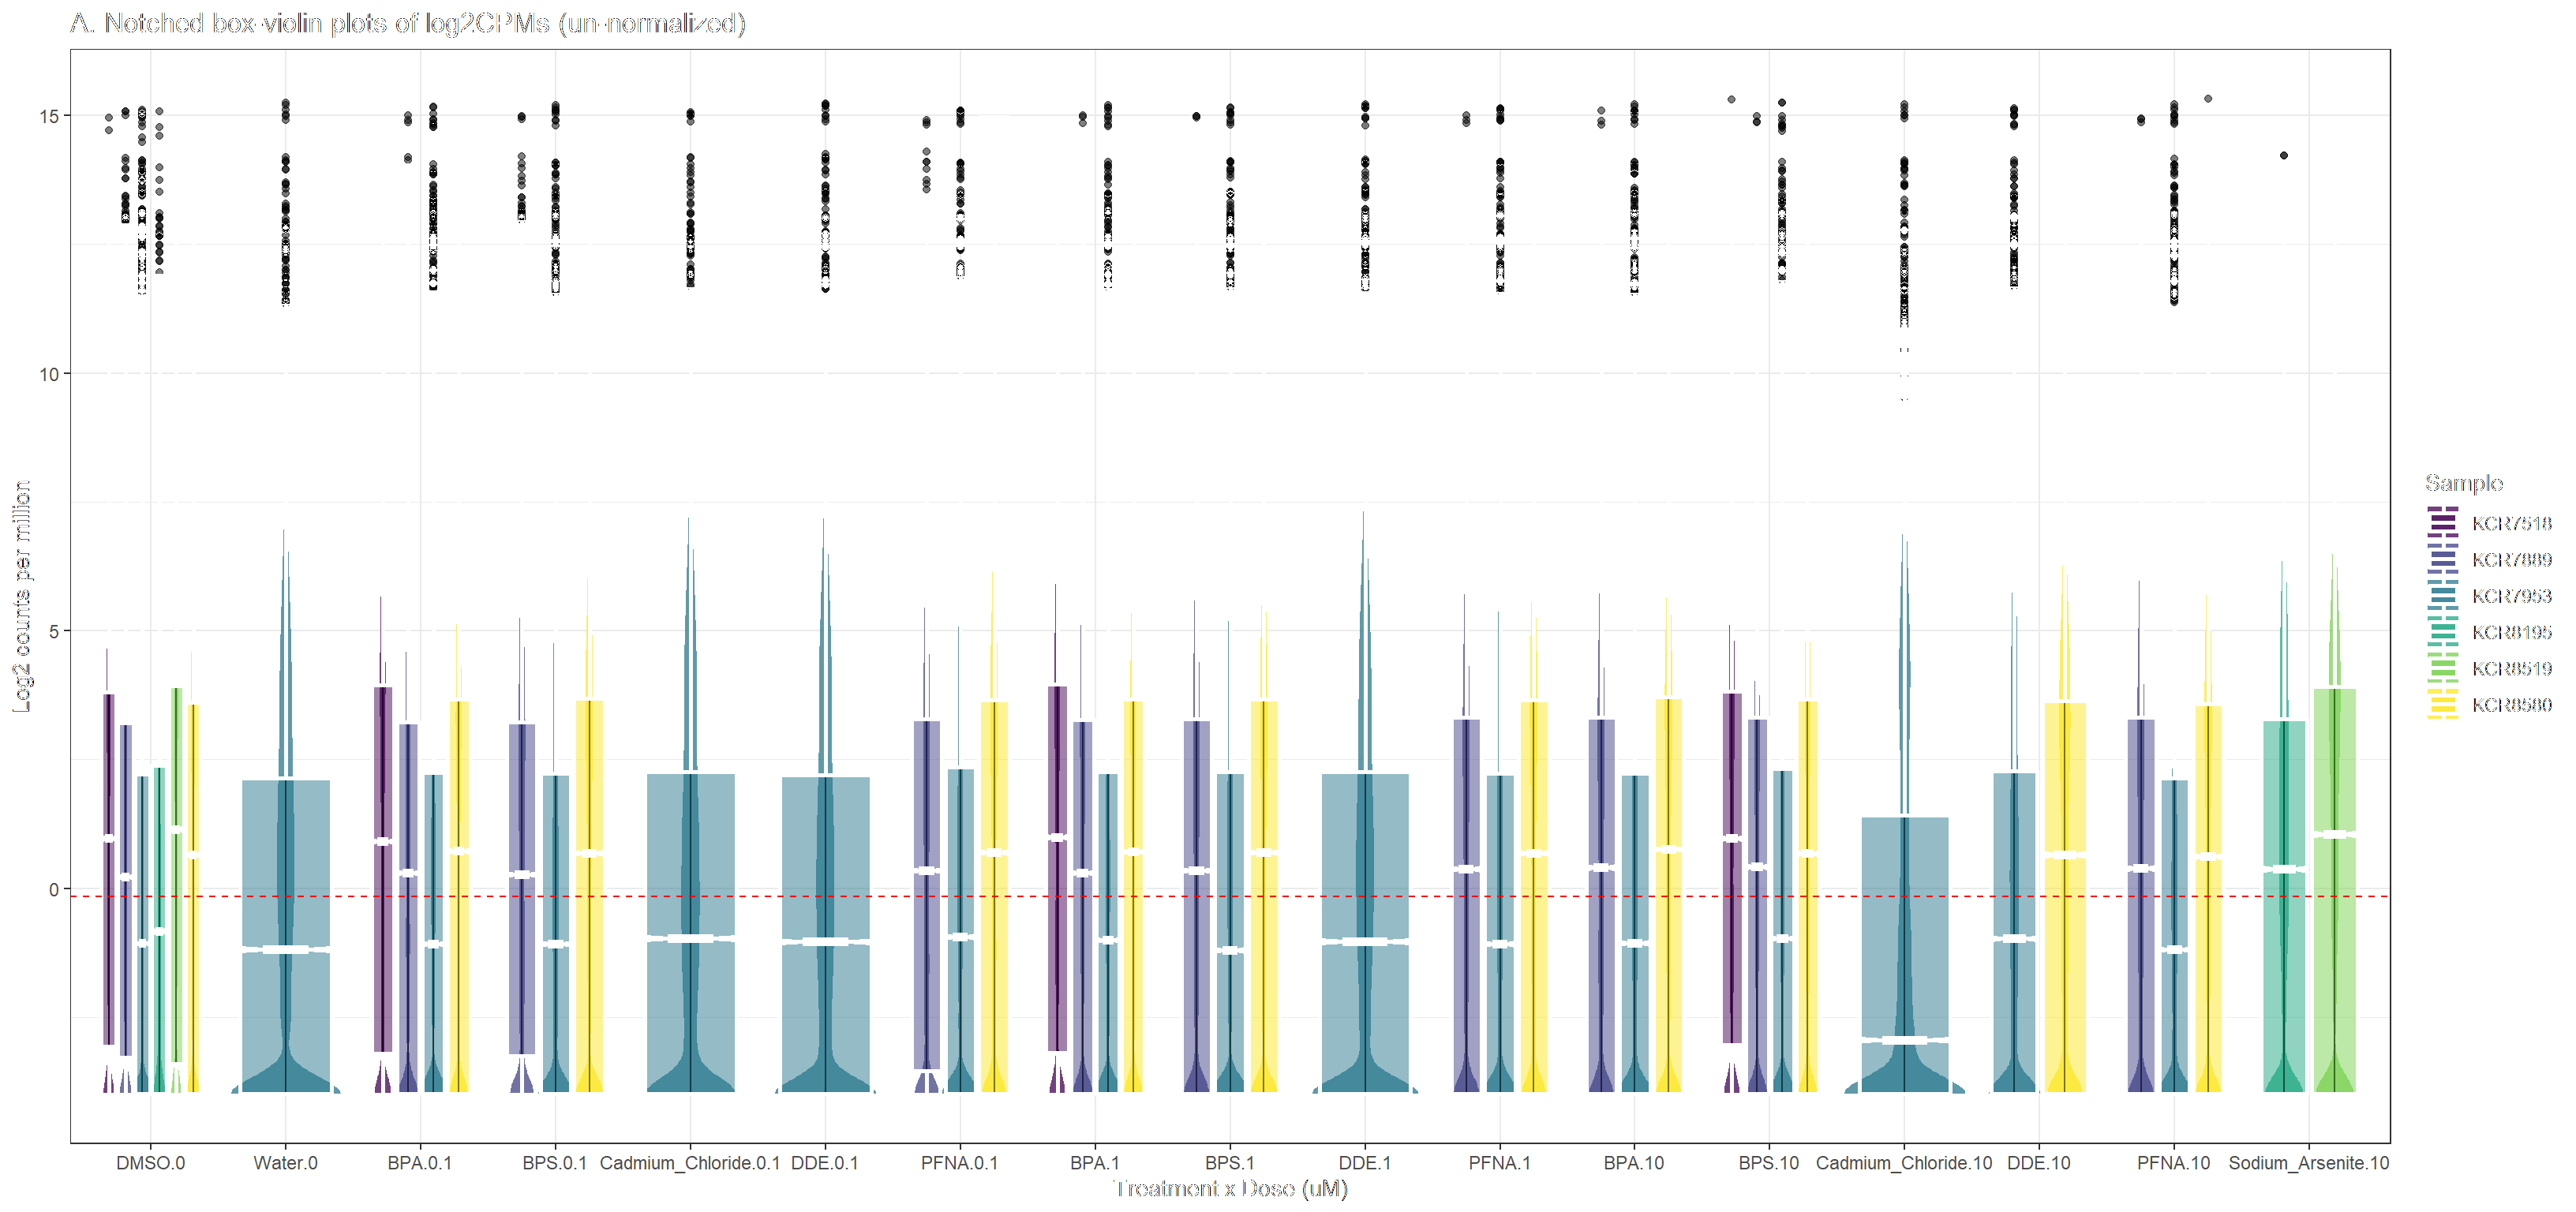 A. Notched box-violin plots of log2CPMs (un-normalized)
Log2 counts per million
15
10
5
0
DMSO.0 Water.0 BPA.0.1 BPS.0.1 Cadmium_Chloride.0.1 DDE.0.1 PFNA.0.1 BPA.1 BPS.1 DDE.1 PFNA.1 BPA.10 BPS.10 Cadmium_Chloride.10 DDE.10 PFNA.10 Sodium_Arsenite.10
Treatment x Dose (uM)
Sample
KCR7518
KCR7889
KCR7953
KCR8195
KCR8519
KCR8580